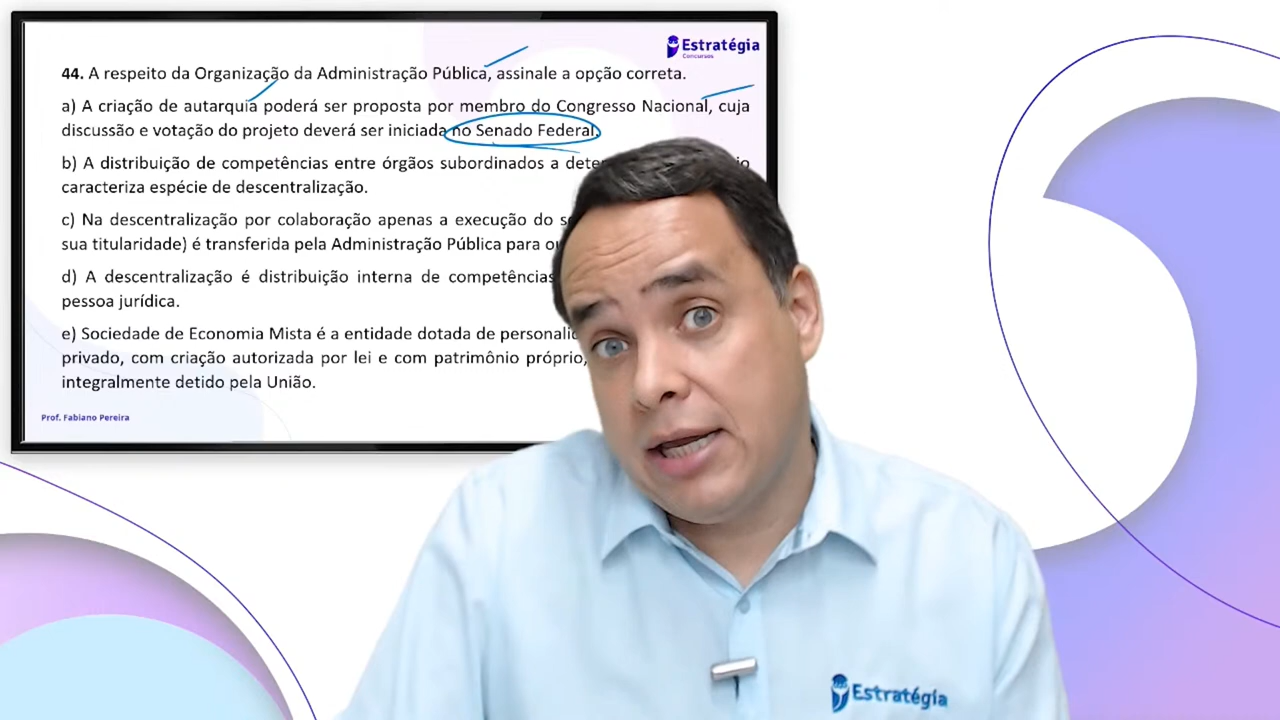 Estratégia
Concursos
44. A respeito da Organização da Administração Pública, assinale a opção correta.
a) A criação de autarquia poderá ser proposta por membro do Congresso Nacional, cuja
discussão e votação do projeto deverá ser iniciada no Senado Federal.
b) A distribuição de competências entre órgãos subordinados a
caracteriza espécie de descentralização.
c) Na descentralização por colaboração apenas a execução do
sua titularidade) é transferida pela Administração Pública para
d) A descentralização é distribuição interna de competências
pessoa jurídica.
e) Sociedade de Economia Mista é a entidade dotada de
privado, com criação autorizada por lei e com patrimônio próprio,
integralmente detido pela União.
Prof. Fabiano Pereira
Estratégia